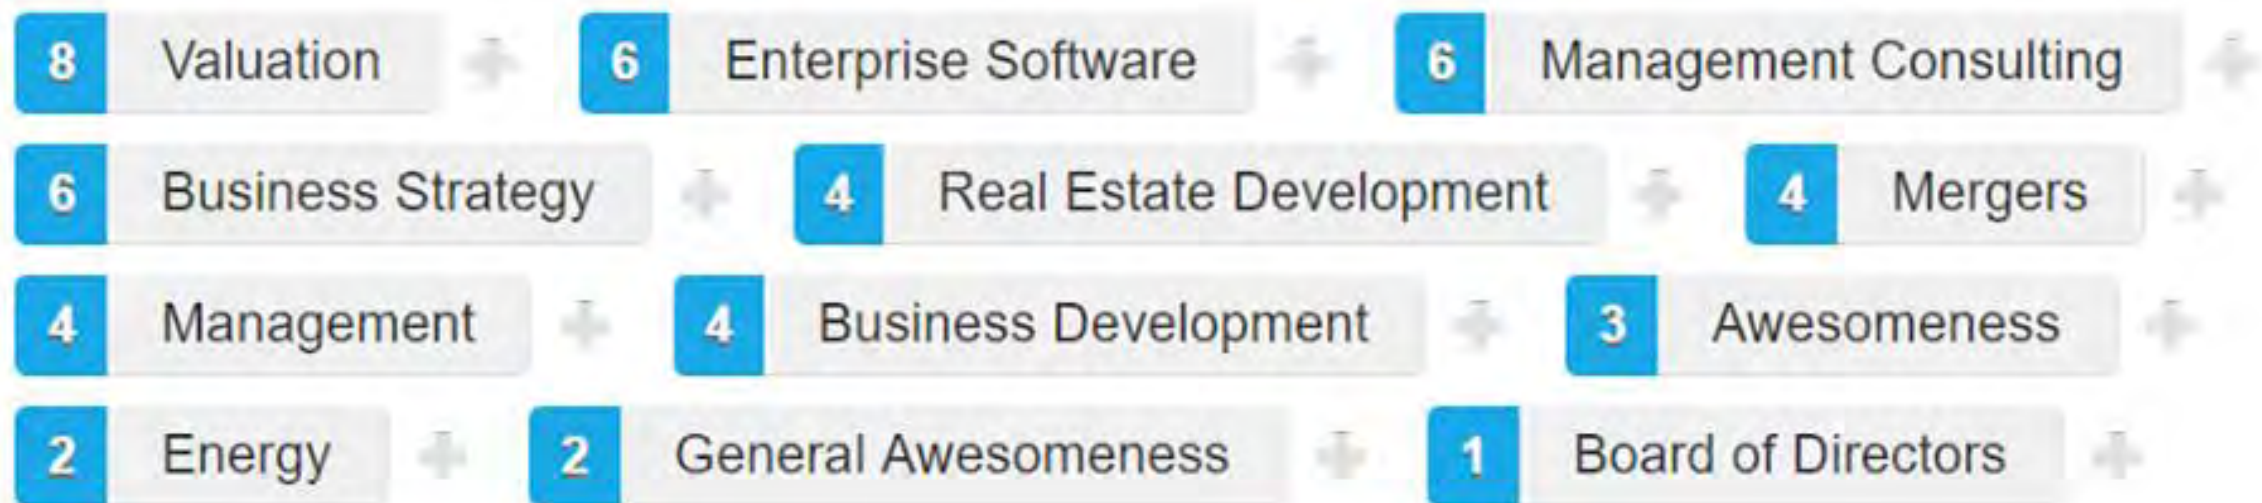 8 Valuation 6 Enterprise Software 6 Management Consulting
6 Business Strategy 4 Real Estate Development 4 Mergers
4 Management 4 Business Development 3 Awesomeness
2 Energy 2 General Awesomeness 1 Board of Directors